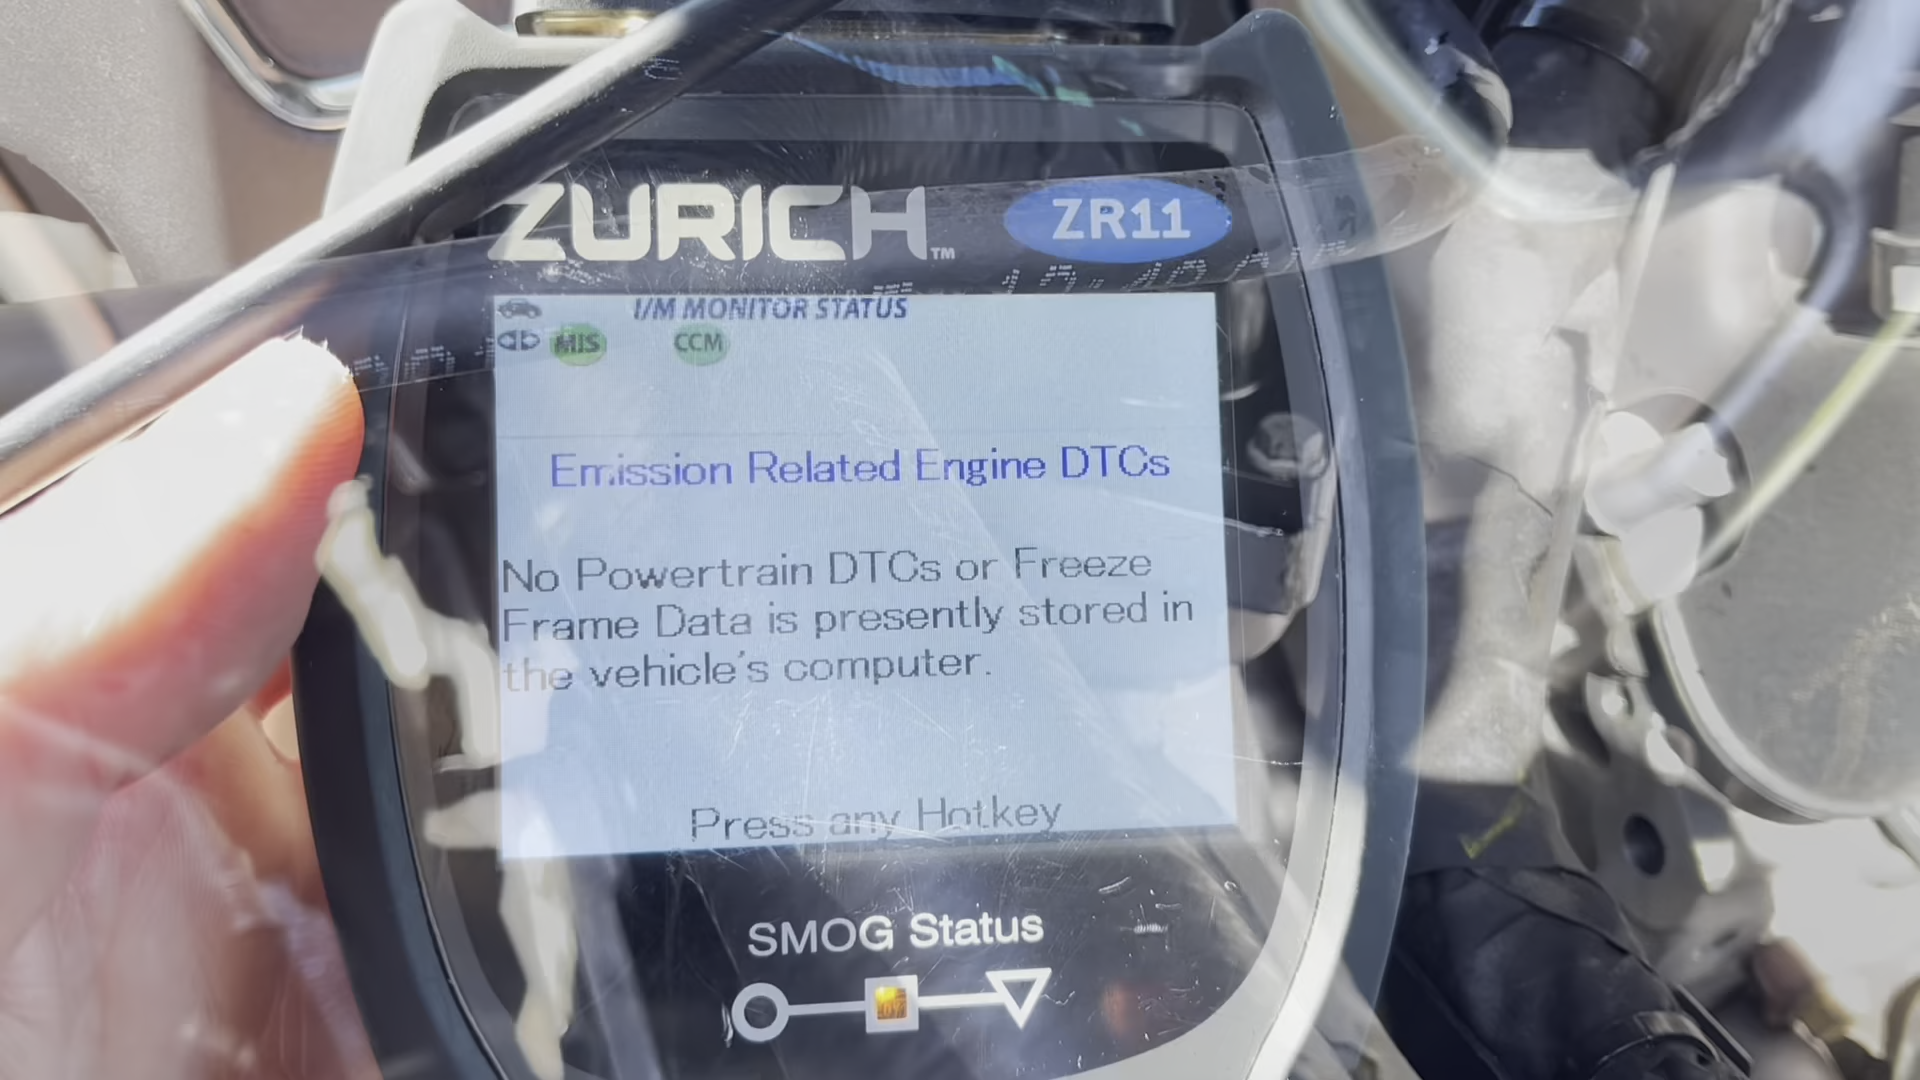 ZURICH™ ZR11
I/M MONITOR STATUS
MIS CCM
Emission Related Engine DTCs
No Powertrain DTCs or Freeze
Frame Data is presently stored in
the vehicle's computer.
Press any Hotkey
SMOG Status